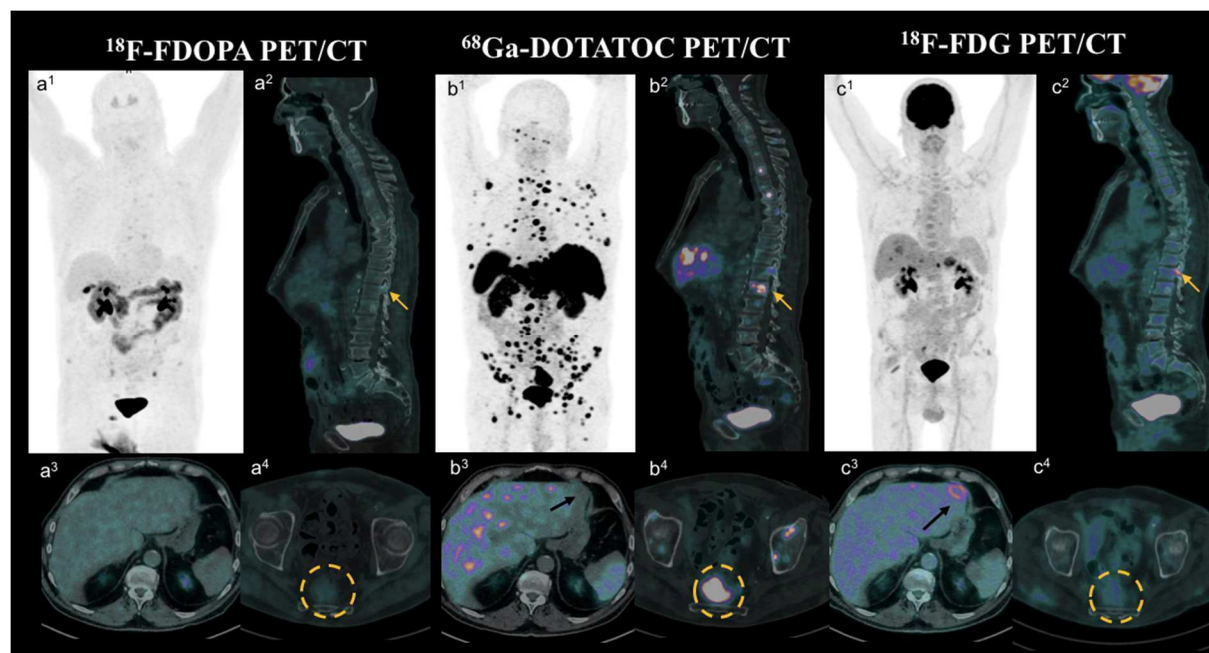 ¹⁸F-FDOPA PET/CT
⁶⁸Ga-DOTATOC PET/CT
¹⁸F-FDG PET/CT
a¹
a²
b¹
b²
c¹
c²
a³
a⁴
b³
b⁴
c³
c⁴